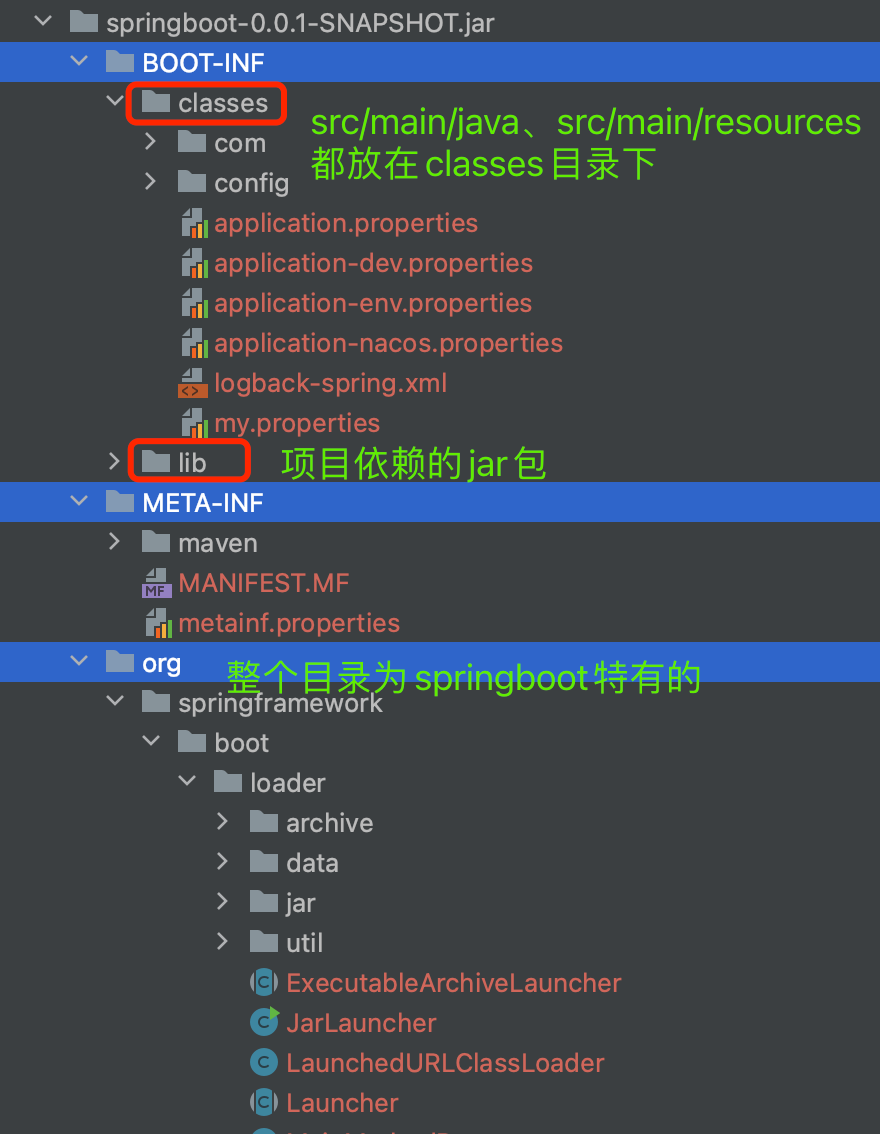 springboot-0.0.1-SNAPSHOT.jar
BOOT-INF
classes
src/main/java、src/main/resources
都放在 classes 目录下
com
config
application.properties
application-dev.properties
application-env.properties
application-nacos.properties
logback-spring.xml
<>
my.properties
lib
项目依赖的 jar 包
META-INF
maven
MF
MANIFEST.MF
metainf.properties
org
整个目录为 springboot 特有的
springframework
boot
loader
archive
data
jar
util
C ExecutableArchiveLauncher
C JarLauncher
C LaunchedURLClassLoader
C Launcher